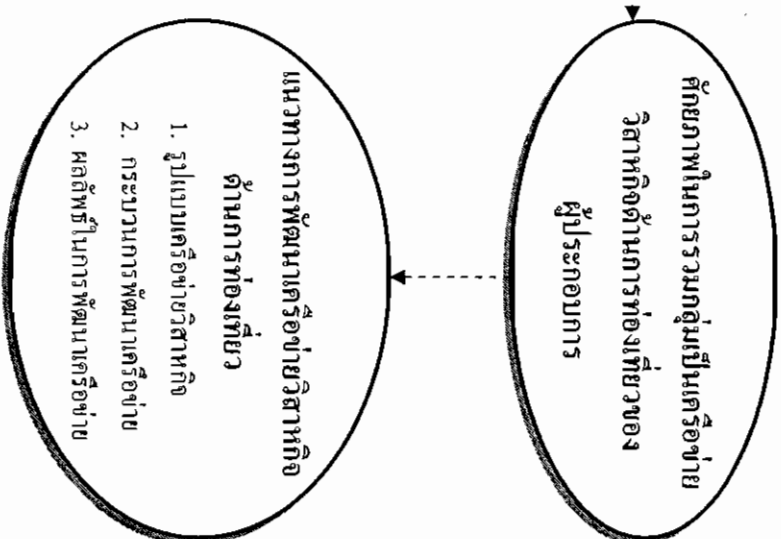 ศักยภาพในการรวมกลุ่มเป็นเครือข่าย
วิสาหกิจด้านการท่องเที่ยวของ
ผู้ประกอบการ
แนวทางการพัฒนาเครือข่ายวิสาหกิจ
ด้านการท่องเที่ยว
1. รูปแบบเครือข่ายวิสาหกิจ
2. กระบวนการพัฒนาเครือข่าย
3. ผลลัพธ์ในการพัฒนาเครือข่าย